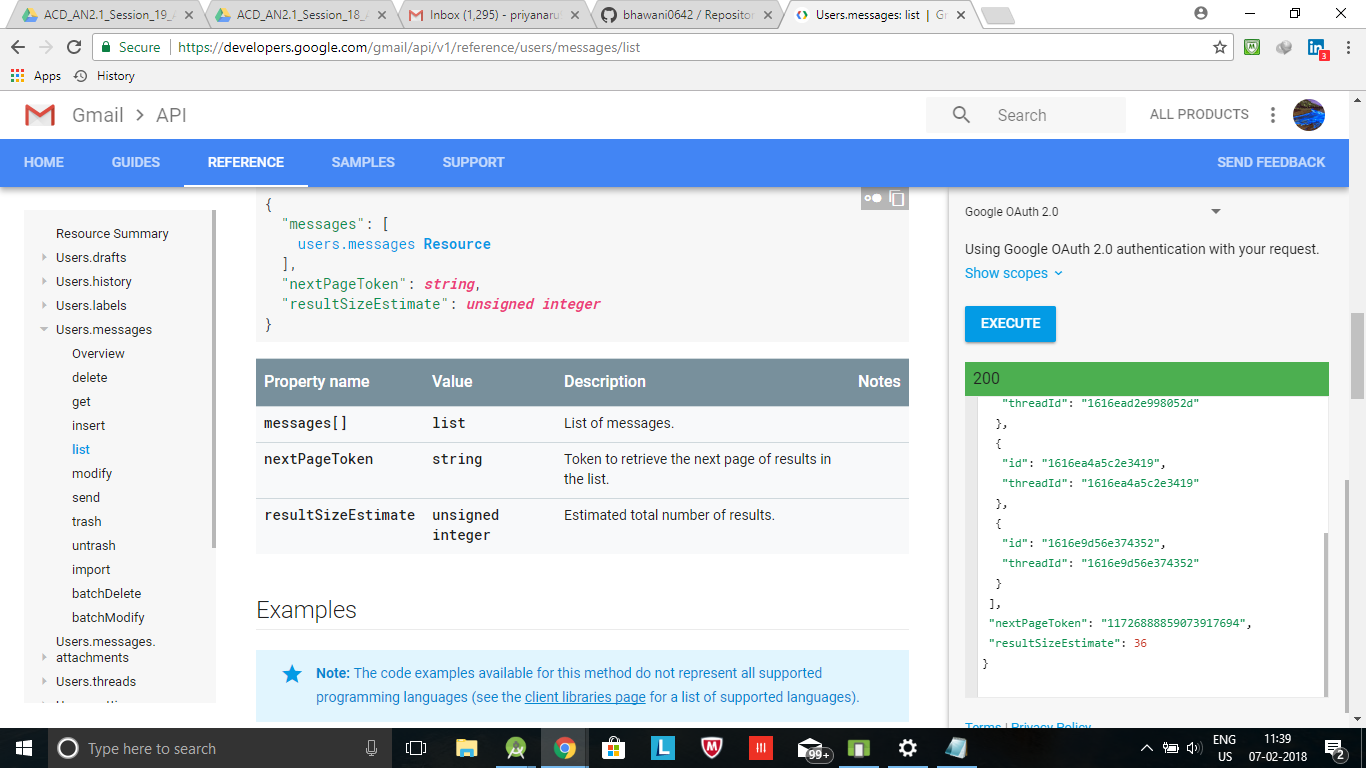 ACD_AN2.1_Session_19_A
ACD_AN2.1_Session_18_A
Inbox (1,295) - priyanaru
bhawani0642 / Repositor
Users.messages: list | G
Secure
https://developers.google.com/gmail/api/v1/reference/users/messages/list
3
Apps
History
Gmail > API
Search
ALL PRODUCTS
HOME
GUIDES
REFERENCE
SAMPLES
SUPPORT
SEND FEEDBACK
Resource Summary
Users.drafts
Users.history
Users.labels
Users.messages
Overview
delete
get
insert
list
modify
send
trash
untrash
import
batchDelete
batchModify
Users.messages.
attachments
Users.threads
{
"messages": [
users.messages Resource
],
"nextPageToken": string,
"resultSizeEstimate": unsigned integer
}
Property name Value Description Notes
messages[] list List of messages.
nextPageToken string Token to retrieve the next page of results in
the list.
resultSizeEstimate unsigned Estimated total number of results.
integer
Examples
Note: The code examples available for this method do not represent all supported
programming languages (see the client libraries page for a list of supported languages).
Google OAuth 2.0
Using Google OAuth 2.0 authentication with your request.
Show scopes
EXECUTE
200
"threadId": "1616ead2e998052d"
},
{
"id": "1616ea4a5c2e3419",
"threadId": "1616ea4a5c2e3419"
},
{
"id": "1616e9d56e374352",
"threadId": "1616e9d56e374352"
}
],
"nextPageToken": "11726888859073917694",
"resultSizeEstimate": 36
}
Terms | Privacy Policy
Type here to search
L
99+
ENG
US
11:39
07-02-2018
2